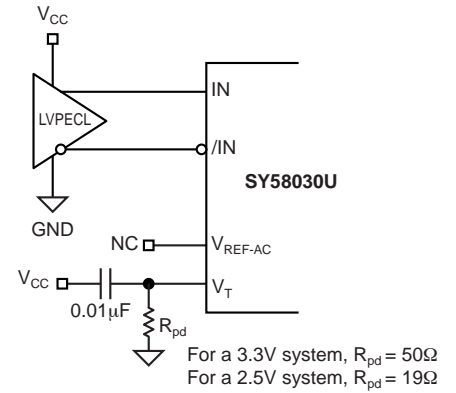 VCC
IN
LVPECL
/IN
SY58030U
GND
NC
VREF-AC
VCC
VT
0.01µF
Rpd
For a 3.3V system, Rpd = 50Ω
For a 2.5V system, Rpd = 19Ω